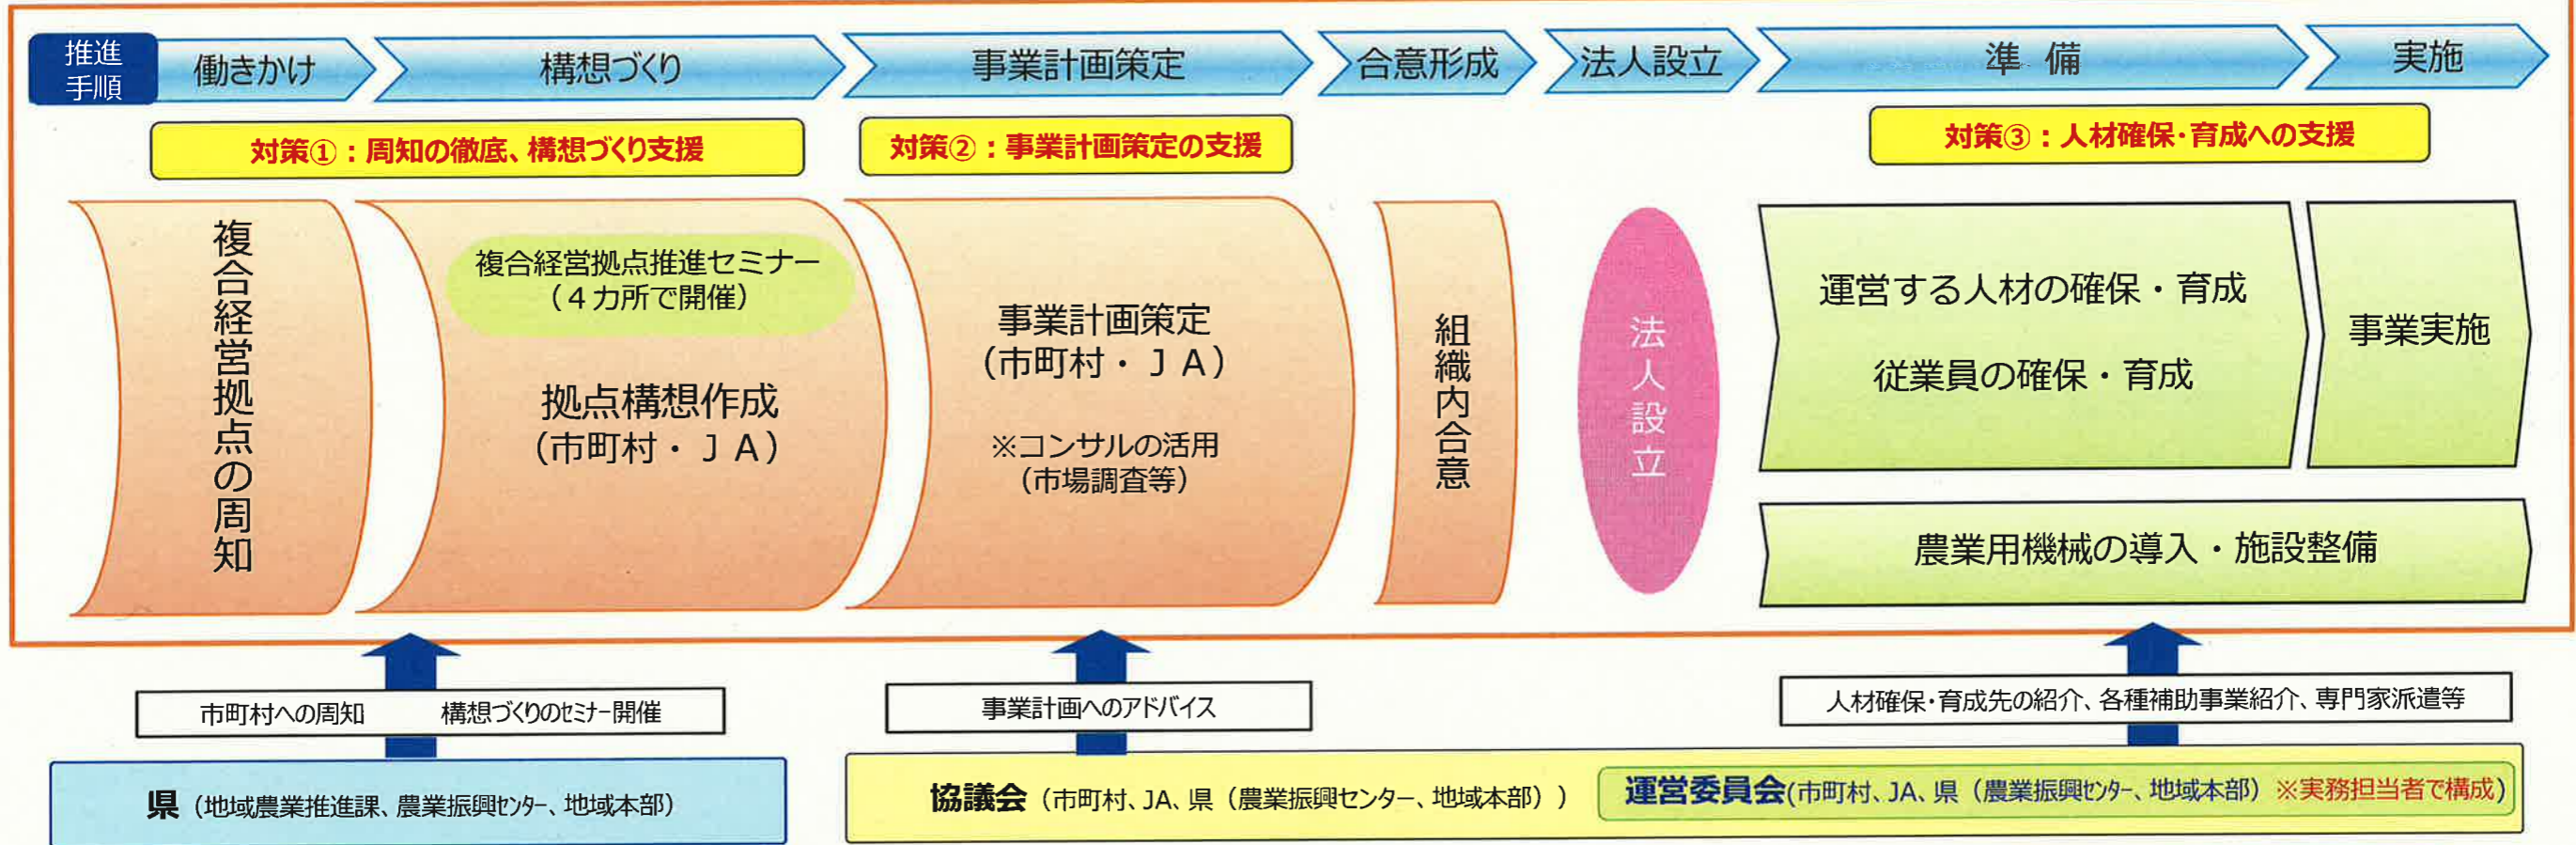 推進
手順
働きかけ
構想づくり
事業計画策定
合意形成
法人設立
準 備
実施
対策①：周知の徹底、構想づくり支援
対策②：事業計画策定の支援
対策③：人材確保・育成への支援
複合経営拠点の周知
複合経営拠点推進セミナー
（４カ所で開催）
拠点構想作成
（市町村・ＪＡ）
事業計画策定
（市町村・ＪＡ）
※コンサルの活用
（市場調査等）
組織内合意
法人設立
運営する人材の確保・育成
従業員の確保・育成
事業実施
農業用機械の導入・施設整備
市町村への周知　　構想づくりのセミナー開催
事業計画へのアドバイス
人材確保・育成先の紹介、各種補助事業紹介、専門家派遣等
県（地域農業推進課、農業振興センター、地域本部）
協議会（市町村、JA、県（農業振興センター、地域本部））
運営委員会(市町村、JA、県（農業振興センター、地域本部）※実務担当者で構成)